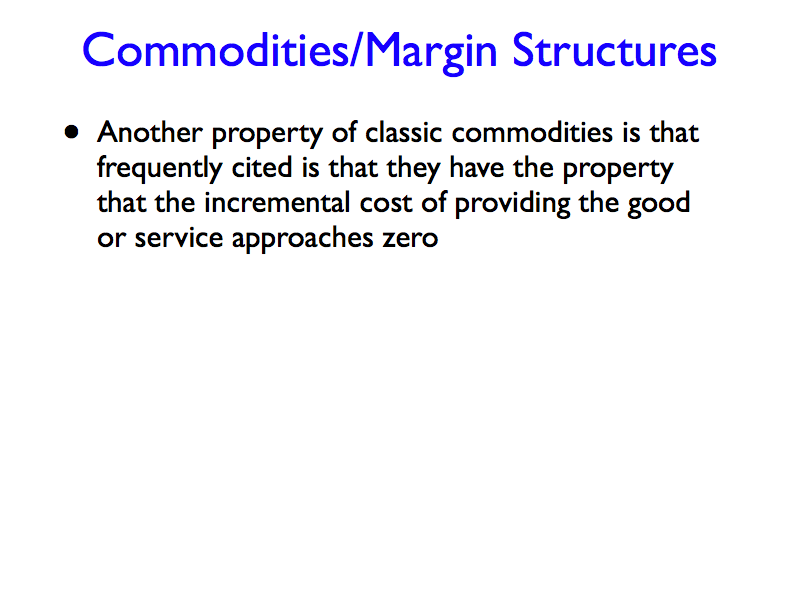 Commodities/Margin Structures
• Another property of classic commodities is that
frequently cited is that they have the property
that the incremental cost of providing the good
or service approaches zero